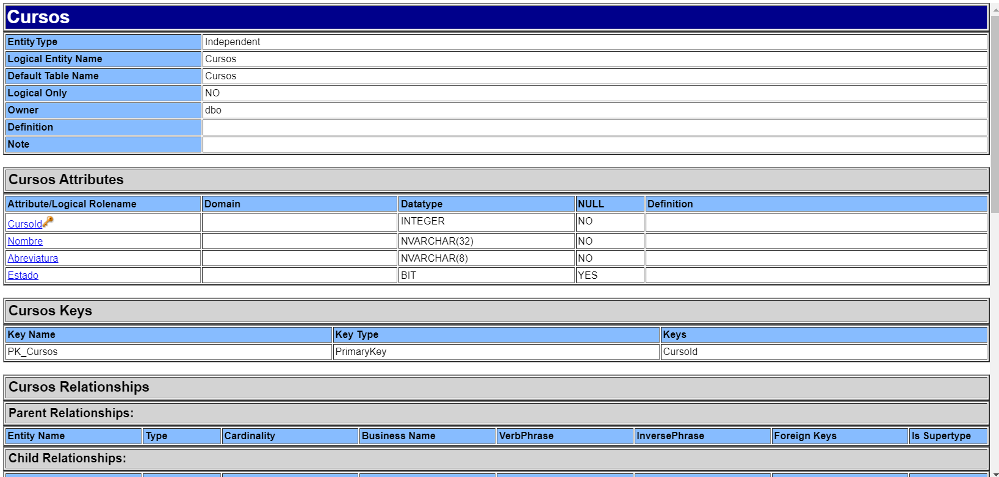 Cursos
EntityType Independent
Logical Entity Name Cursos
Default Table Name Cursos
Logical Only NO
Owner dbo
Definition
Note
Cursos Attributes
Attribute/Logical Rolename Domain Datatype NULL Definition
CursoId INTEGER NO
Nombre NVARCHAR(32) NO
Abreviatura NVARCHAR(8) NO
Estado BIT YES
Cursos Keys
Key Name Key Type Keys
PK_Cursos PrimaryKey CursoId
Cursos Relationships
Parent Relationships:
Entity Name Type Cardinality Business Name VerbPhrase InversePhrase Foreign Keys Is Supertype
Child Relationships: